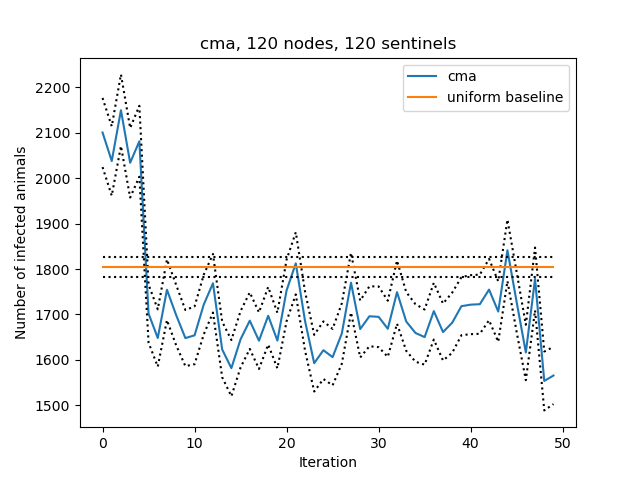 cma, 120 nodes, 120 sentinels
cma
uniform baseline
Number of infected animals
2200
2100
2000
1900
1800
1700
1600
1500
0 10 20 30 40 50
Iteration